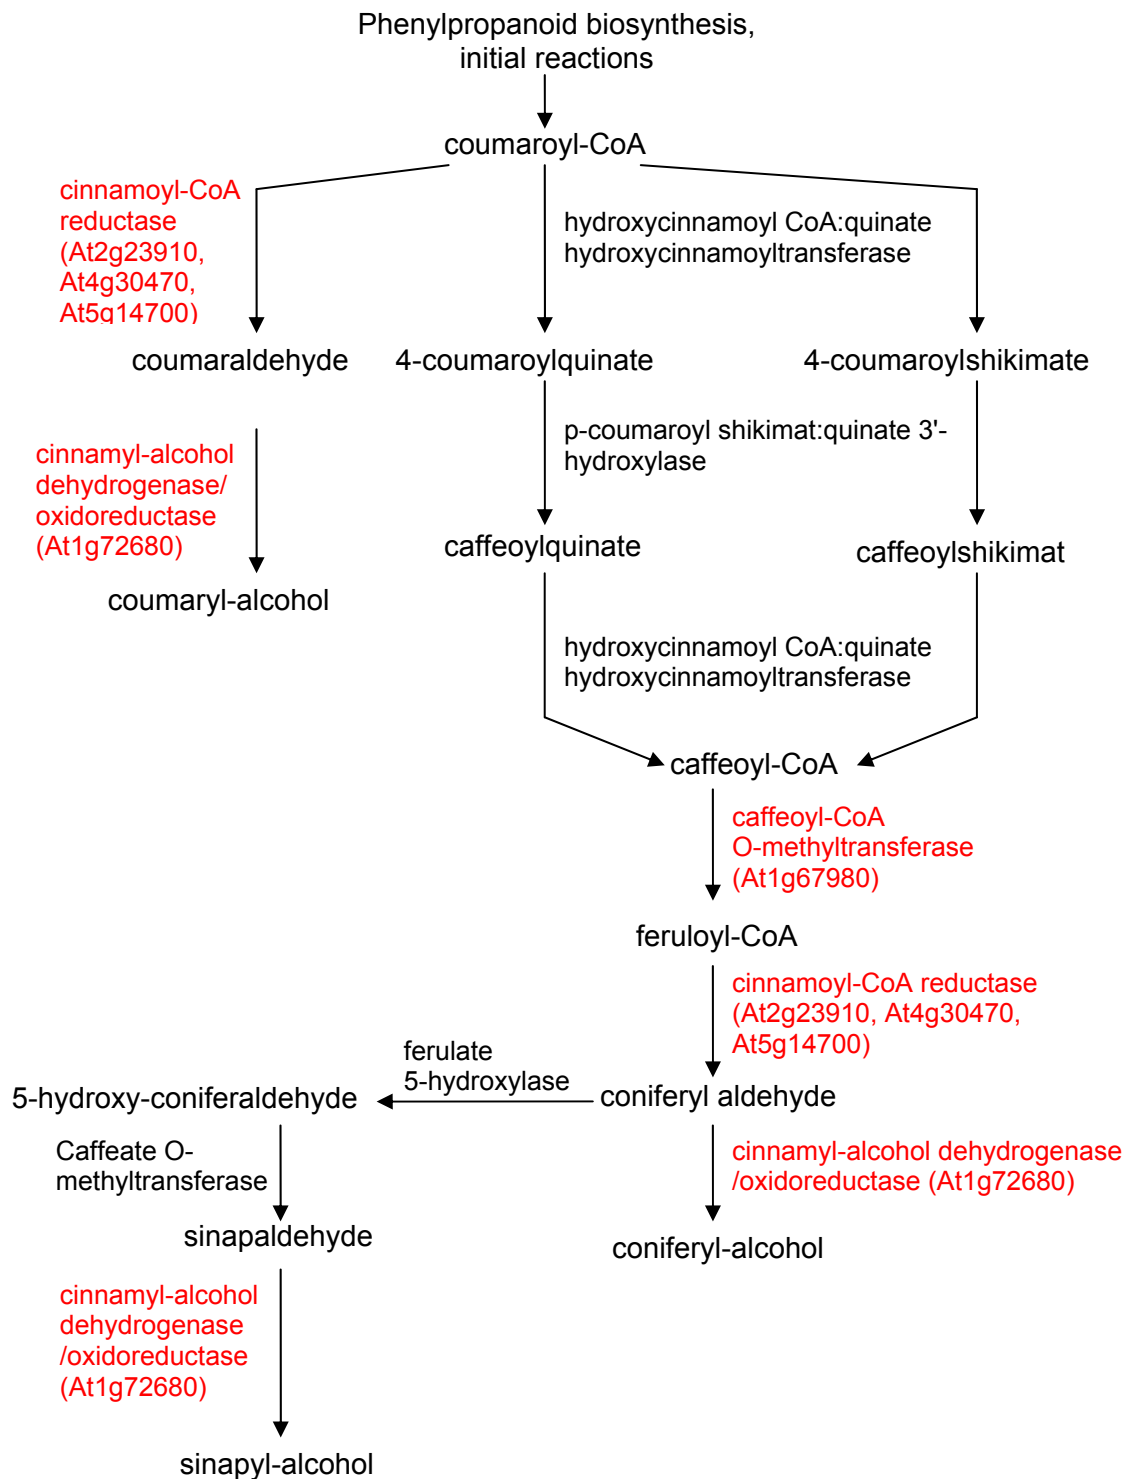 Phenylpropanoid biosynthesis,
initial reactions
coumaroyl-CoA
cinnamoyl-CoA
reductase
(At2g23910,
At4g30470,
At5g14700)
hydroxycinnamoyl CoA:quinate
hydroxycinnamoyltransferase
coumaraldehyde
4-coumaroylquinate
4-coumaroylshikimate
cinnamyl-alcohol
dehydrogenase/
oxidoreductase
(At1g72680)
p-coumaroyl shikimat:quinate 3'-
hydroxylase
caffeoylquinate
caffeoylshikimat
coumaryl-alcohol
hydroxycinnamoyl CoA:quinate
hydroxycinnamoyltransferase
caffeoyl-CoA
caffeoyl-CoA
O-methyltransferase
(At1g67980)
feruloyl-CoA
cinnamoyl-CoA reductase
(At2g23910, At4g30470,
At5g14700)
ferulate
5-hydroxylase
5-hydroxy-coniferaldehyde
coniferyl aldehyde
Caffeate O-
methyltransferase
cinnamyl-alcohol dehydrogenase
/oxidoreductase (At1g72680)
sinapaldehyde
coniferyl-alcohol
cinnamyl-alcohol
dehydrogenase
/oxidoreductase
(At1g72680)
sinapyl-alcohol